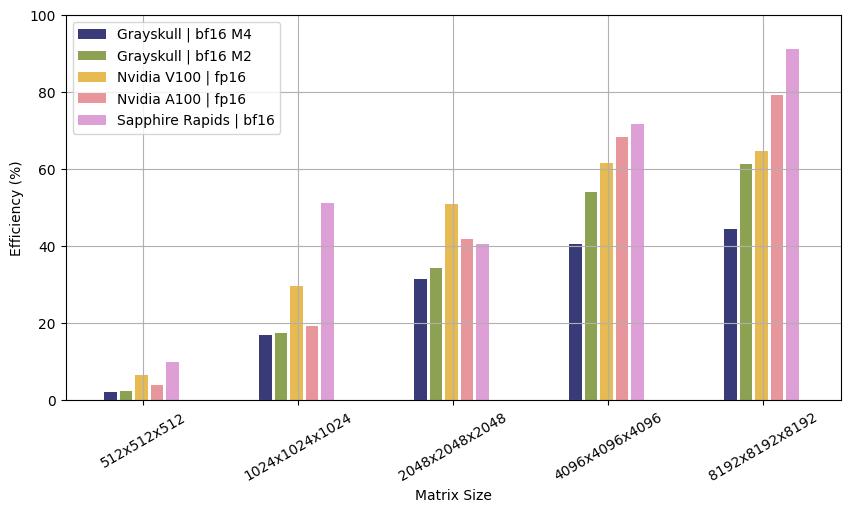 100
80
60
40
20
0
Efficiency (%)
Grayskull | bf16 M4
Grayskull | bf16 M2
Nvidia V100 | fp16
Nvidia A100 | fp16
Sapphire Rapids | bf16
512x512x512
1024x1024x1024
2048x2048x2048
4096x4096x4096
8192x8192x8192
Matrix Size